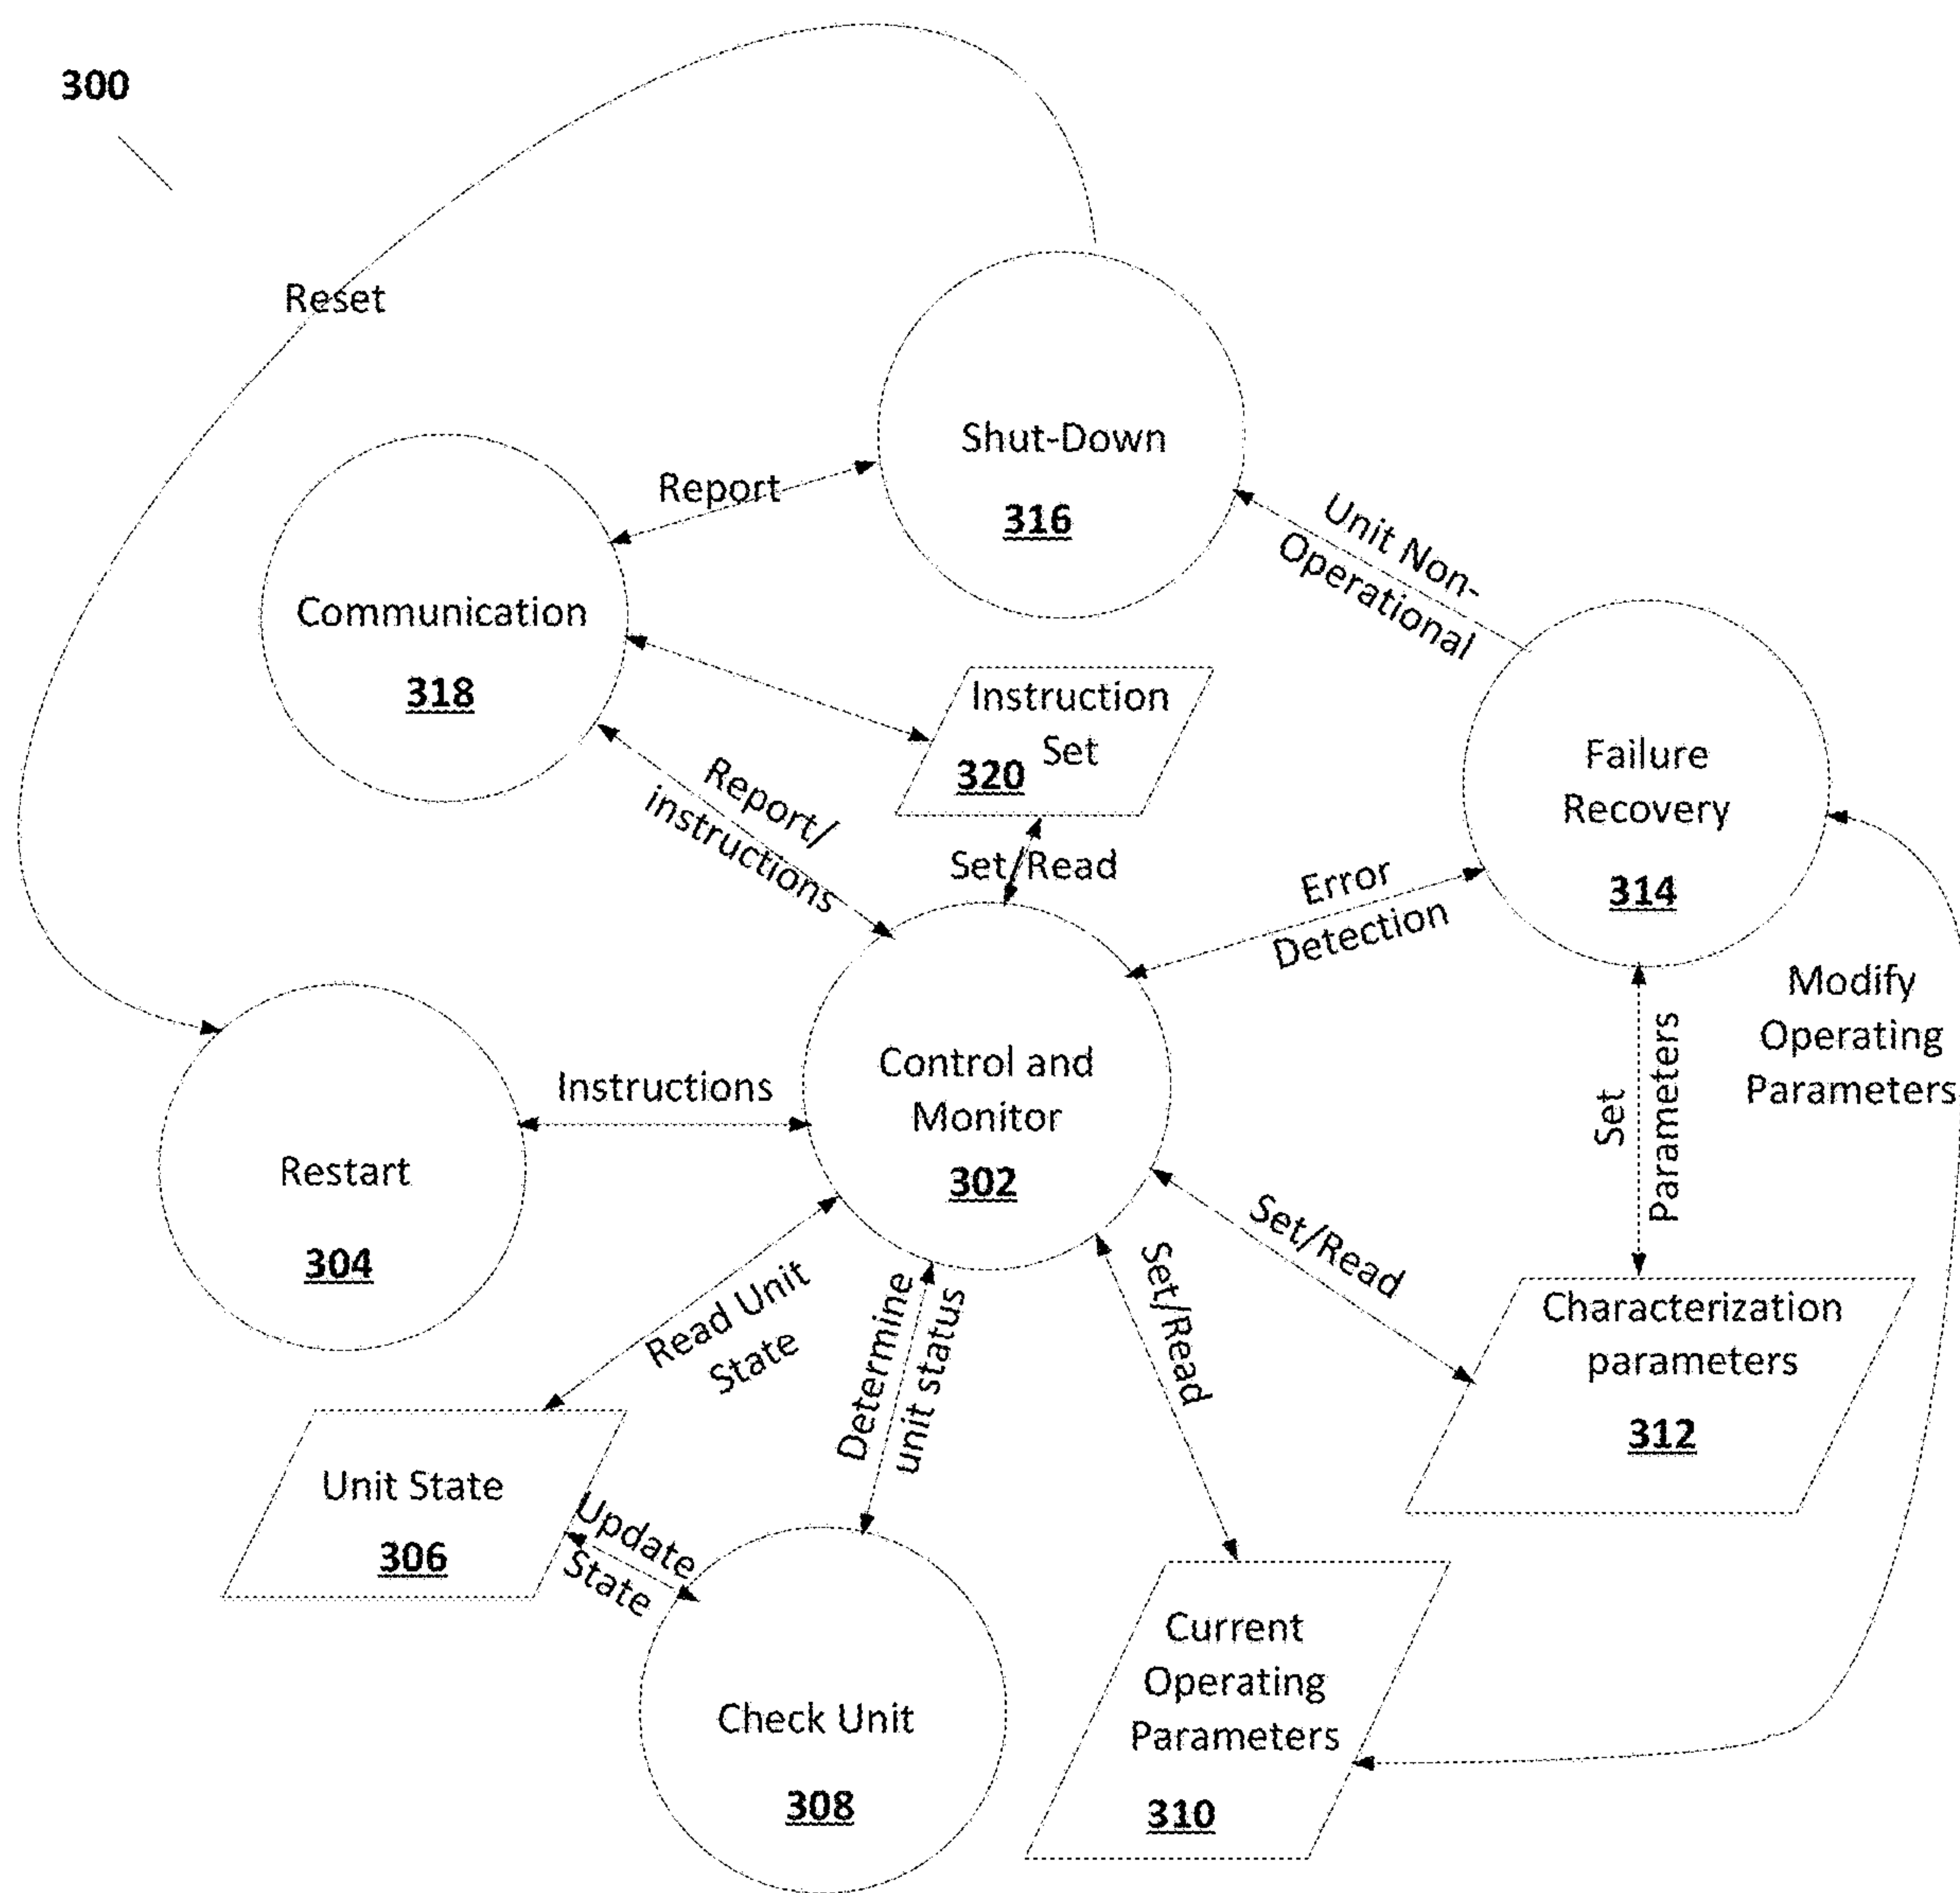 300
Reset
Shut-Down
316
Report
Unit Non-
Operational
Communication
318
Instruction
Set
320
Failure
Recovery
314
Report/
instructions
Set/Read
Error
Detection
Modify
Operating
Parameters
Set
Parameters
Control and
Monitor
302
Instructions
Restart
304
Set/Read
Set/Read
Read Unit
State
Determine
unit status
Characterization
parameters
312
Unit State
306
Update
State
Check Unit
308
Current
Operating
Parameters
310